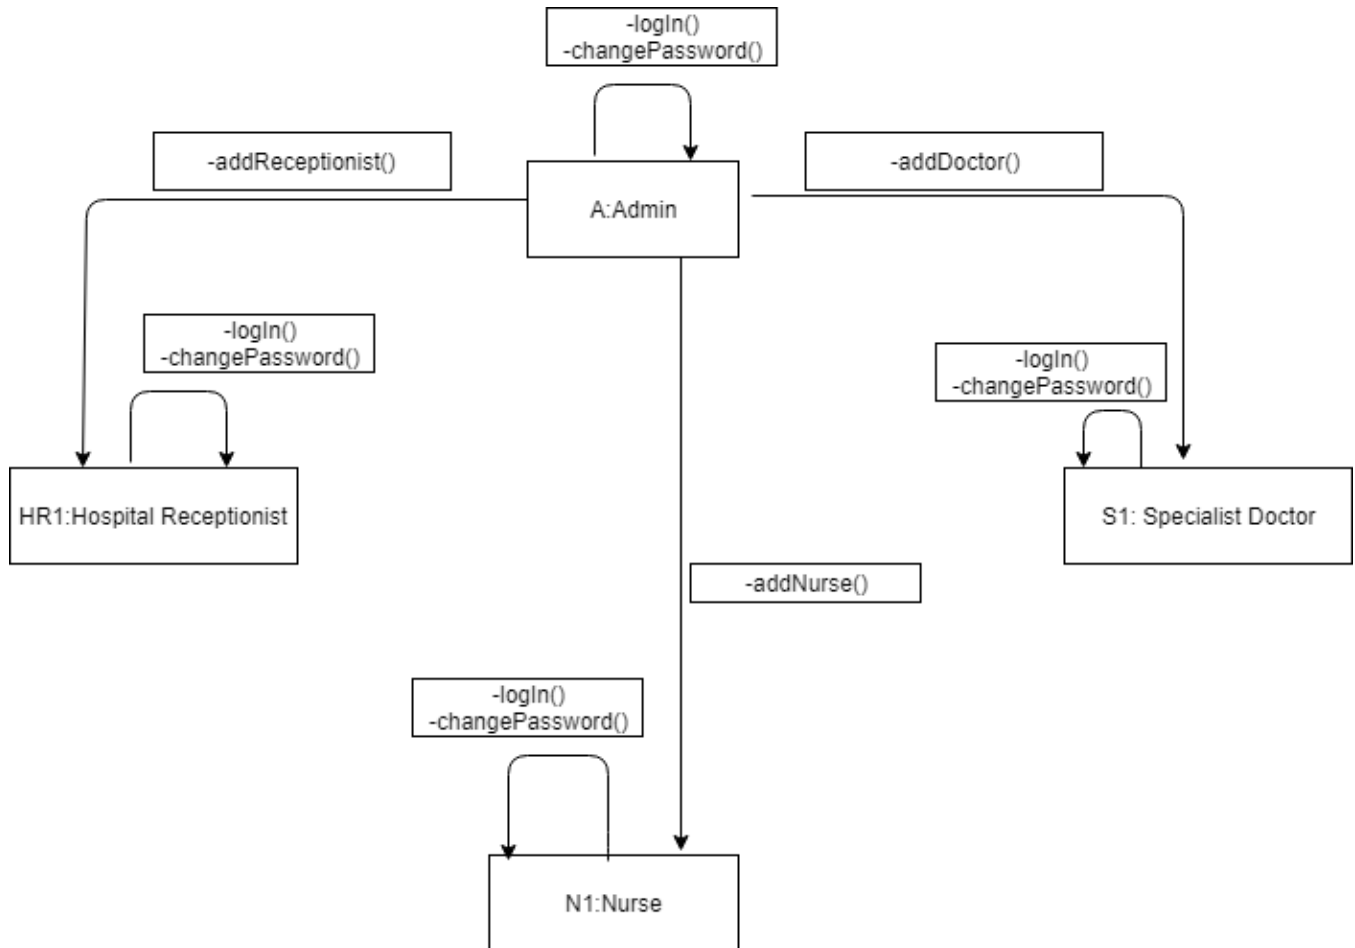 -logIn()
-changePassword()
-addReceptionist()
-addDoctor()
A:Admin
-logIn()
-changePassword()
-logIn()
-changePassword()
HR1:Hospital Receptionist
S1: Specialist Doctor
-addNurse()
-logIn()
-changePassword()
N1:Nurse